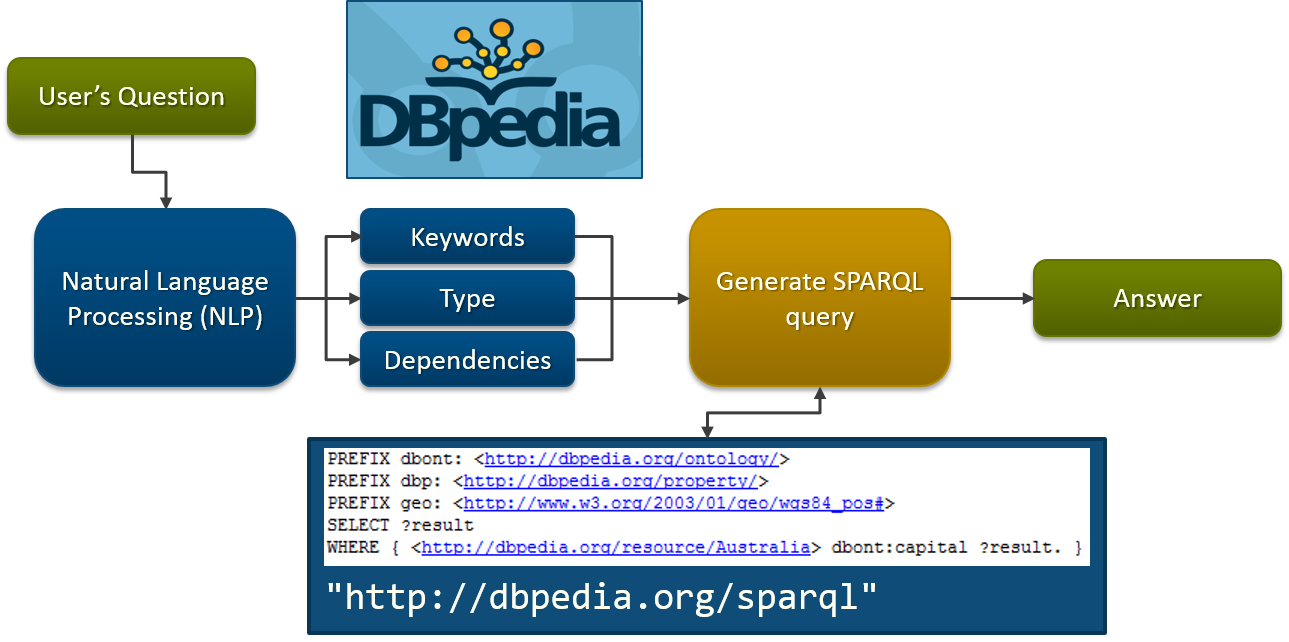 User’s Question
DBpedia
Natural Language
Processing (NLP)
Keywords
Type
Dependencies
Generate SPARQL
query
Answer
PREFIX dbont: <http://dbpedia.org/ontology/>
PREFIX dbp: <http://dbpedia.org/property/>
PREFIX geo: <http://www.w3.org/2003/01/geo/wgs84_pos#>
SELECT ?result
WHERE { <http://dbpedia.org/resource/Australia> dbont:capital ?result. }
"http://dbpedia.org/sparql"